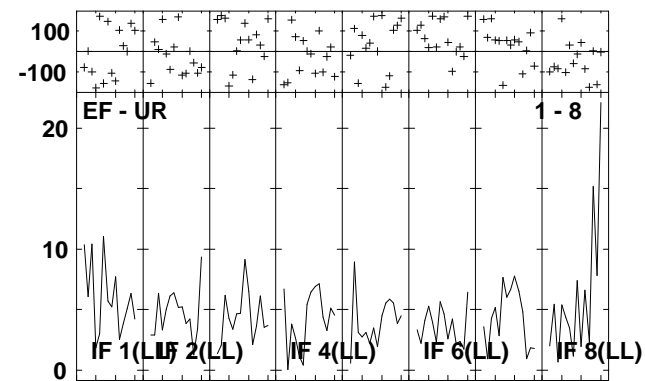 100
-100
EF - UR 1 - 8
20
10
0
IF 1(LL) IF 2(LL) IF 4(LL) IF 6(LL) IF 8(LL)